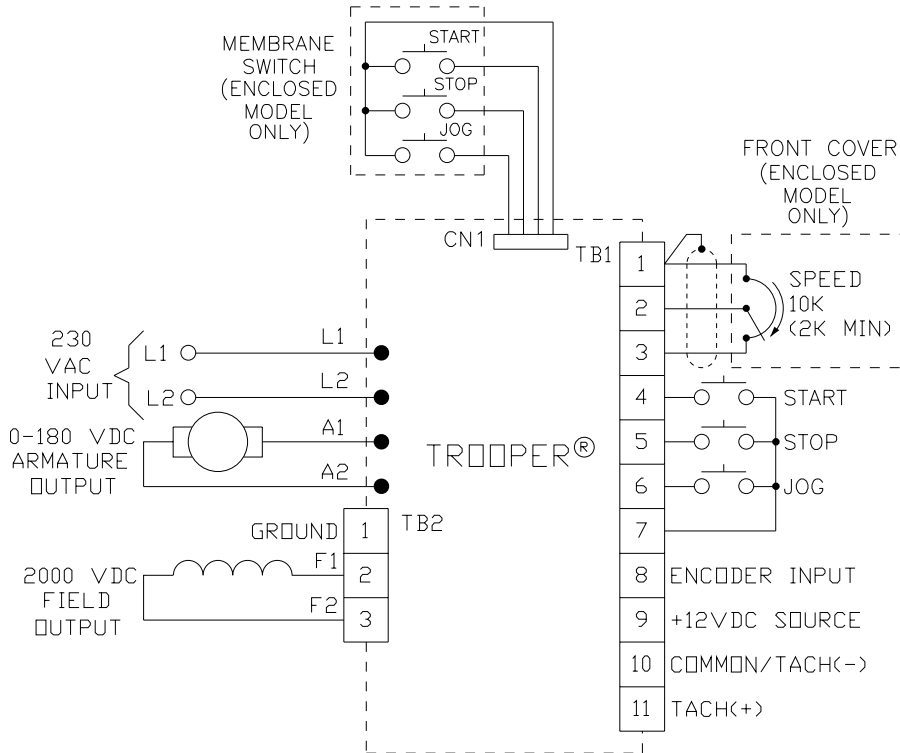 MEMBRANE
SWITCH
(ENCLOSED
MODEL
ONLY)
START
STOP
JOG
FRONT COVER
(ENCLOSED
MODEL
ONLY)
CN1
TB1
1
2
3
4
5
6
7
8
9
10
11
SPEED
10K
(2K MIN)
START
STOP
JOG
ENCODER INPUT
+12VDC SOURCE
COMMON/TACH(-)
TACH(+)
230
VAC
INPUT
L1
L2
L1
L2
0-180 VDC
ARMATURE
OUTPUT
A1
A2
TROOPER®
GROUND
TB2
1
2
3
F1
F2
2000 VDC
FIELD
OUTPUT